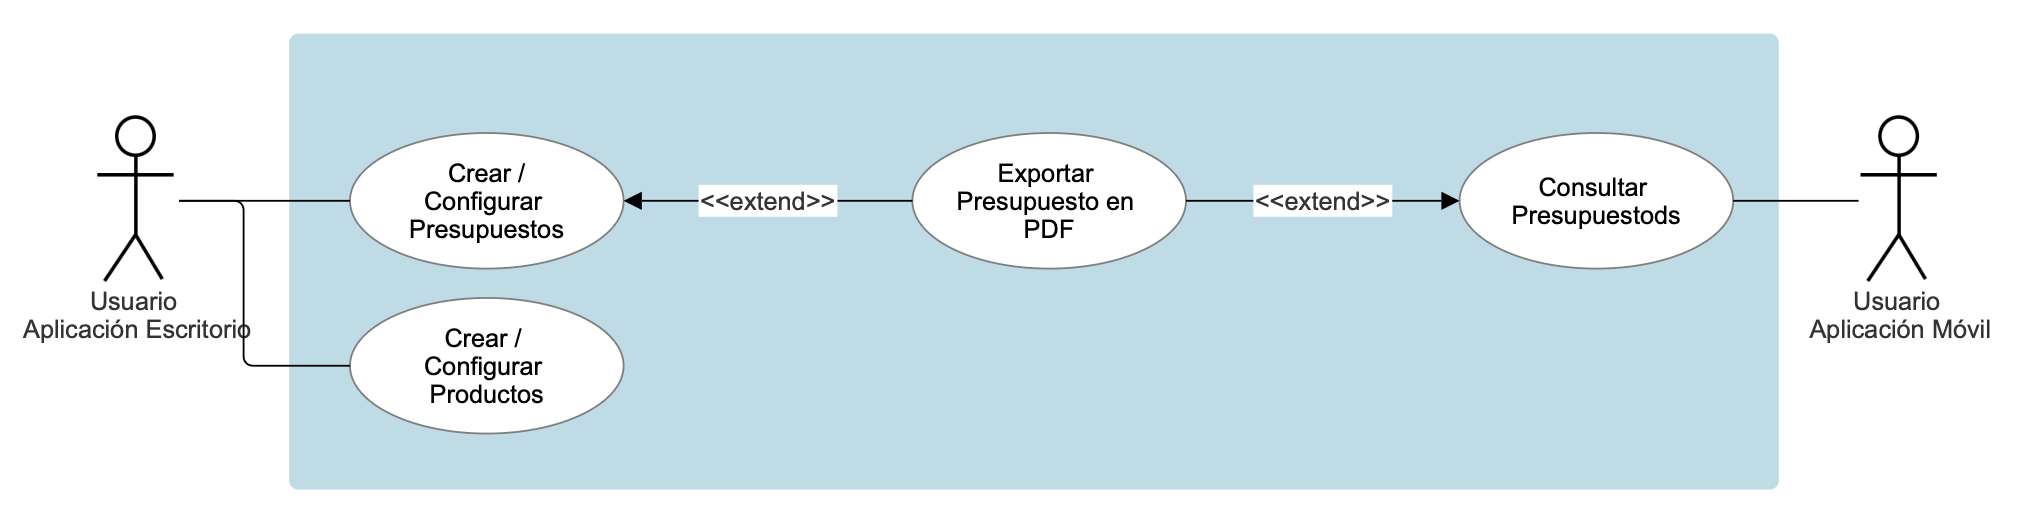 Usuario
Aplicación Escritorio
Crear /
Configurar
Presupuestos
<<extend>>
Exportar
Presupuesto en
PDF
<<extend>>
Consultar
Presupuestods
Usuario
Aplicación Móvil
Crear /
Configurar
Productos